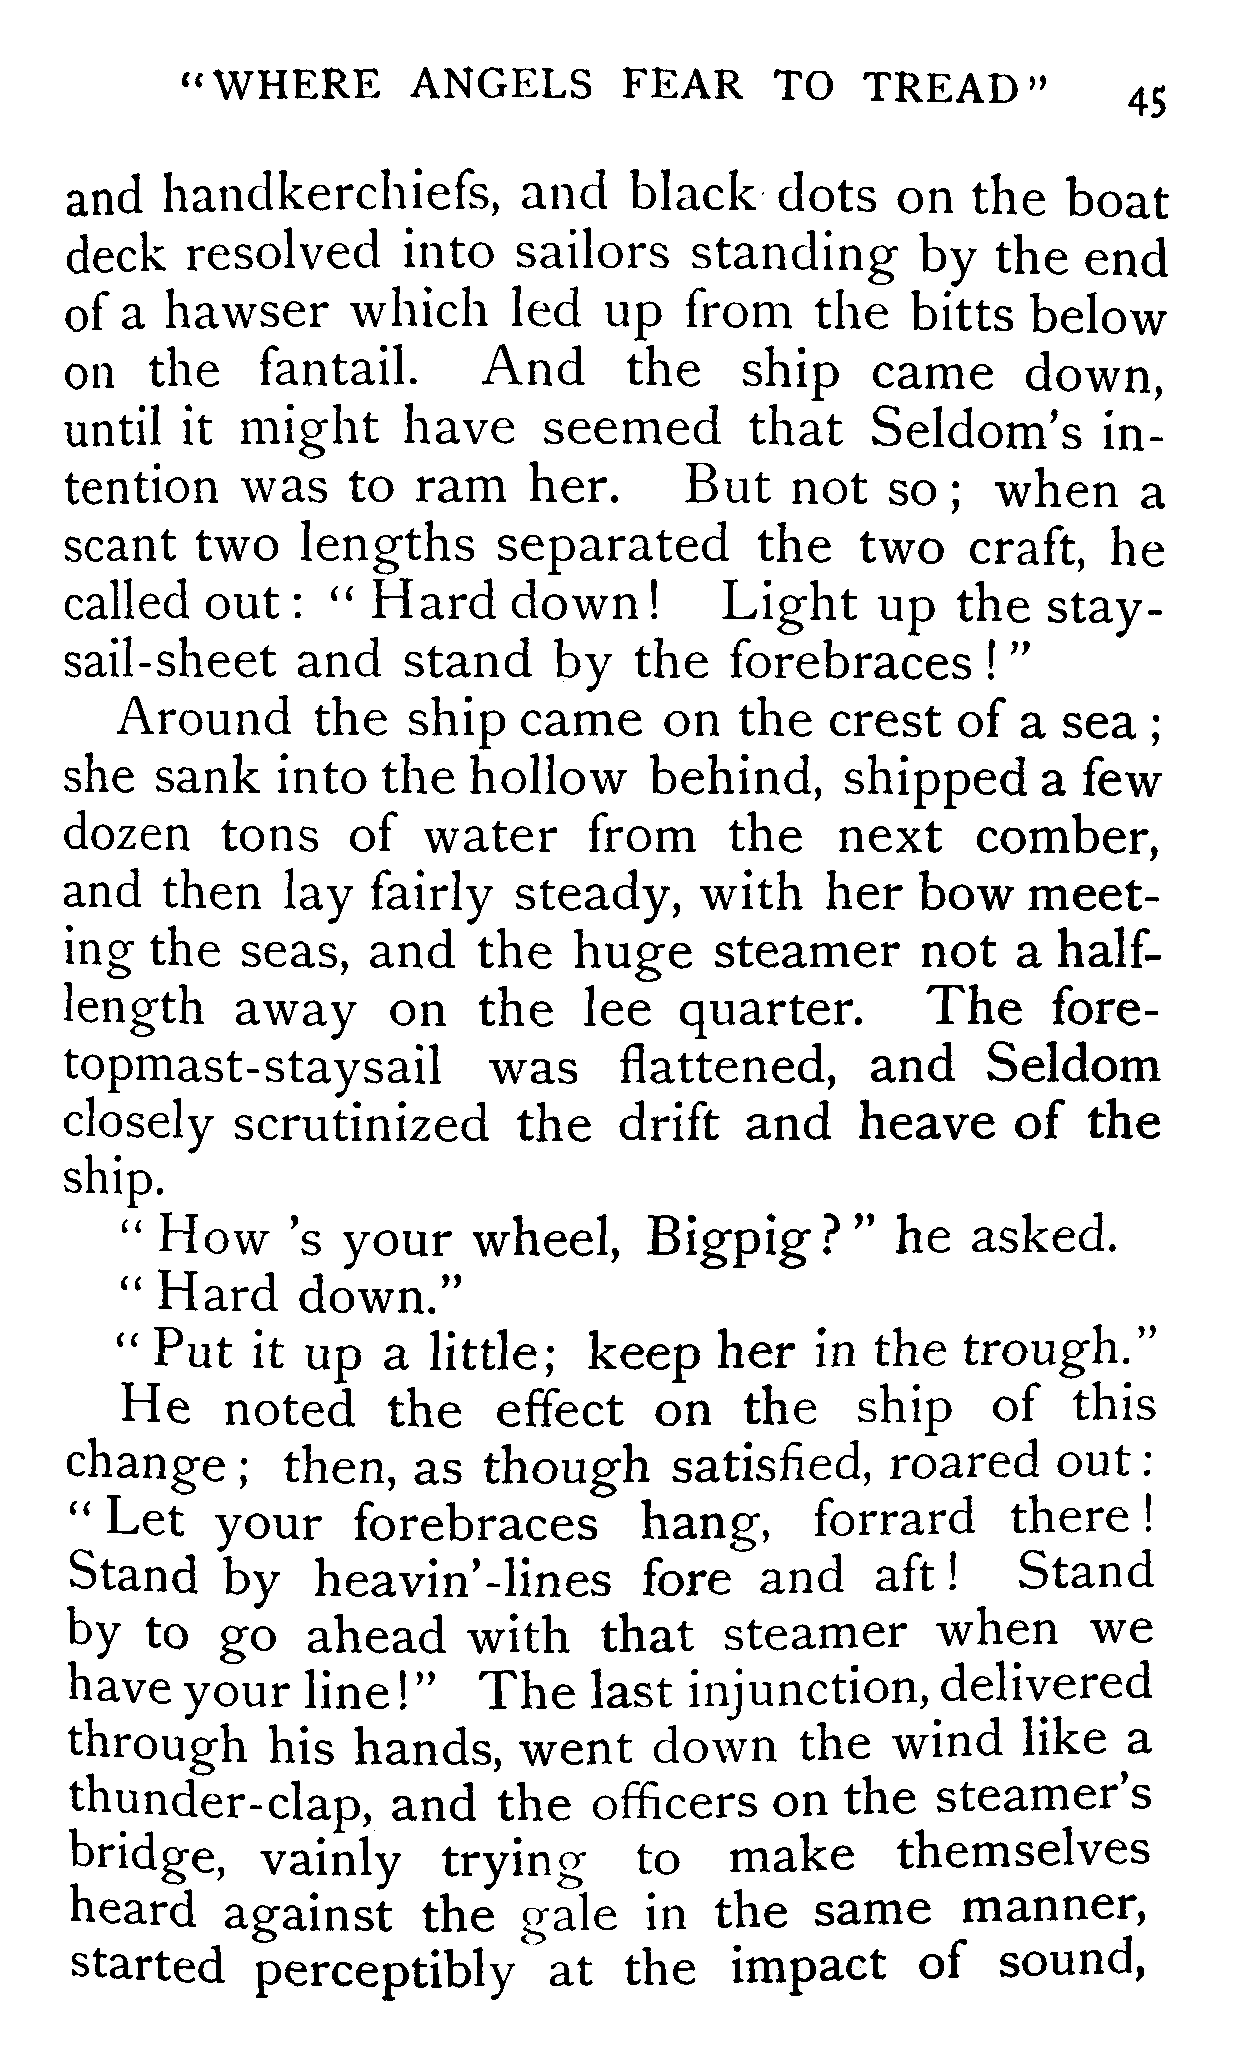 "WHERE ANGELS FEAR TO TREAD" 45
and handkerchiefs, and black dots on the boat
deck resolved into sailors standing by the end
of a hawser which led up from the bitts below
on the fantail. And the ship came down,
until it might have seemed that Seldom's in-
tention was to ram her. But not so; when a
scant two lengths separated the two craft, he
called out: "Hard down! Light up the stay-
sail-sheet and stand by the forebraces!"
Around the ship came on the crest of a sea;
she sank into the hollow behind, shipped a few
dozen tons of water from the next comber,
and then lay fairly steady, with her bow meet-
ing the seas, and the huge steamer not a half-
length away on the lee quarter. The fore-
topmast-staysail was flattened, and Seldom
closely scrutinized the drift and heave of the
ship.
"How 's your wheel, Bigpig?" he asked.
"Hard down."
"Put it up a little; keep her in the trough."
He noted the effect on the ship of this
change; then, as though satisfied, roared out:
"Let your forebraces hang, forrard there!
Stand by heavin'-lines fore and aft! Stand
by to go ahead with that steamer when we
have your line!" The last injunction, delivered
through his hands, went down the wind like a
thunder-clap, and the officers on the steamer's
bridge, vainly trying to make themselves
heard against the gale in the same manner,
started perceptibly at the impact of sound,